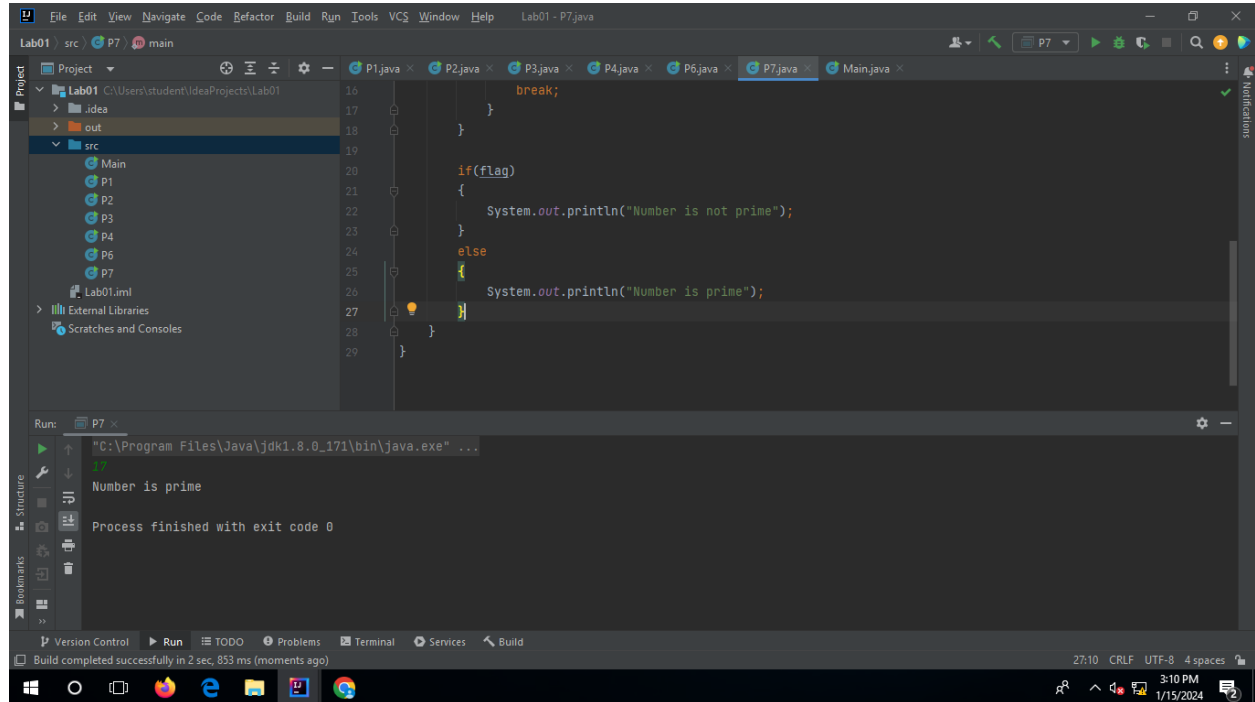 File Edit View Navigate Code Refactor Build Run Tools VCS Window Help Lab01 - P7.java
Lab01 src P7 main P7
Project
Project
P1.java P2.java P3.java P4.java P6.java P7.java Main.java
Notifications
Lab01 C:\Users\student\IdeaProjects\Lab01
.idea
out
src
Main
P1
P2
P3
P4
P6
P7
Lab01.iml
External Libraries
Scratches and Consoles
16 break;
17 }
18 }
19
20 if(flag)
21 {
22 System.out.println("Number is not prime");
23 }
24 else
25 {
26 System.out.println("Number is prime");
27 }
28 }
29 }
Run: P7
"C:\Program Files\Java\jdk1.8.0_171\bin\java.exe" ...
17
Number is prime
Process finished with exit code 0
Structure
Bookmarks
Version Control Run TODO Problems Terminal Services Build
Build completed successfully in 2 sec, 853 ms (moments ago) 27:10 CRLF UTF-8 4 spaces
3:10 PM
1/15/2024
2